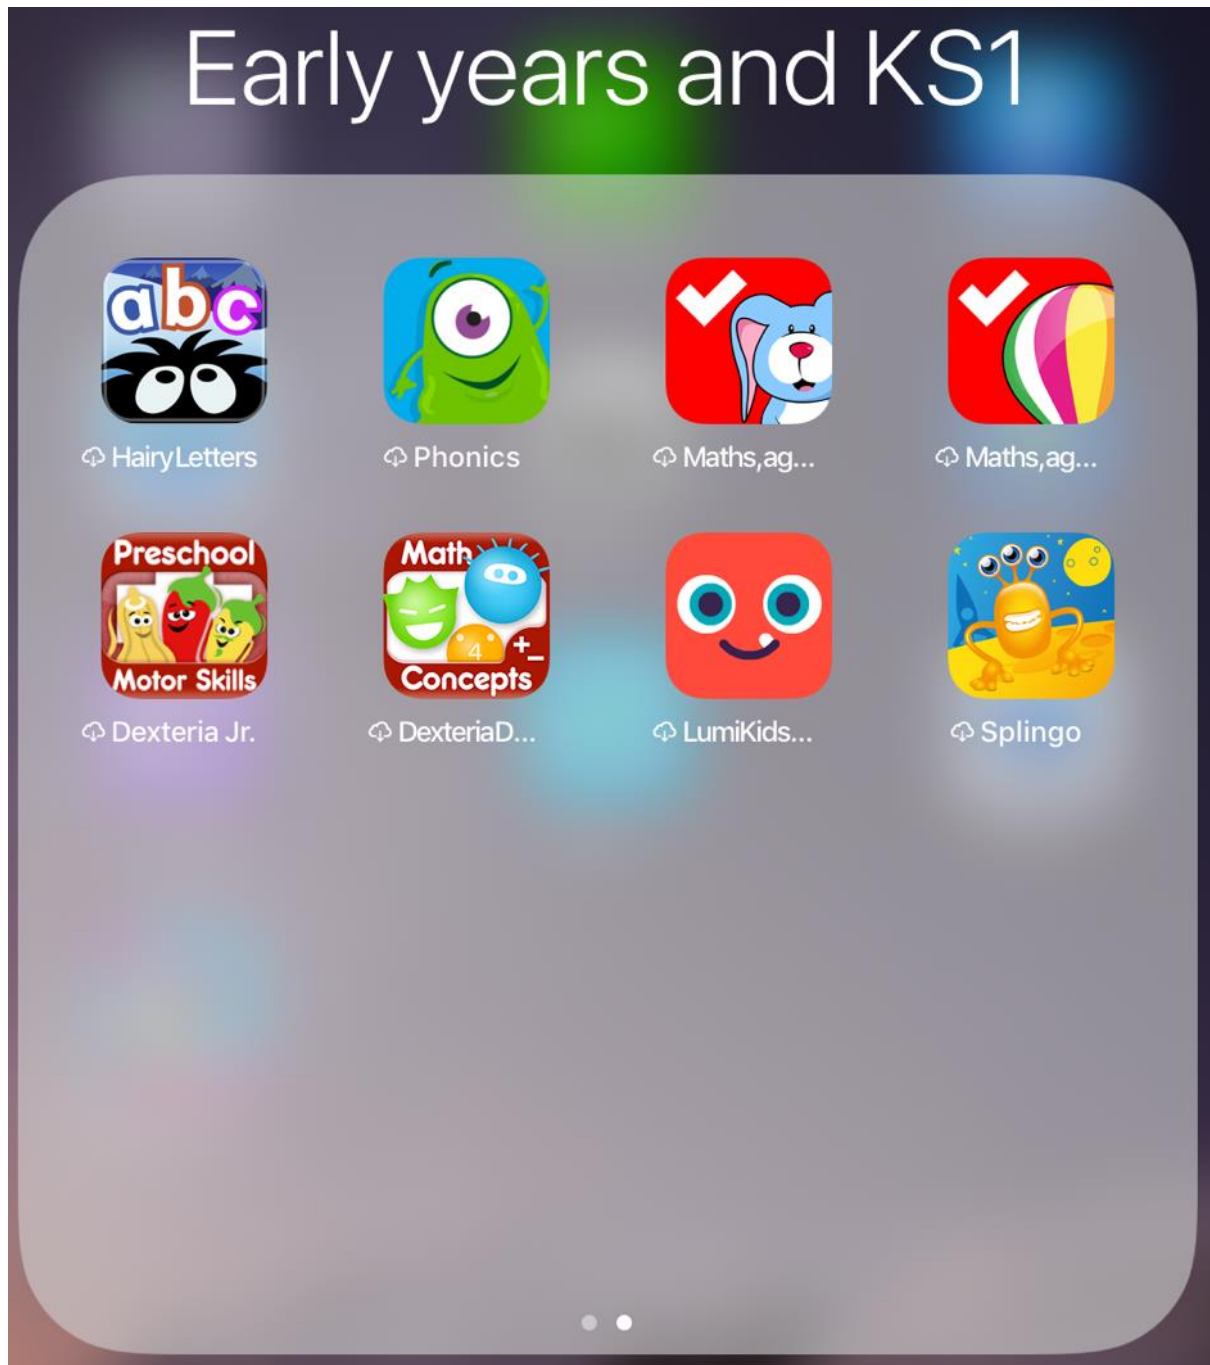 Early years and KS1
abc
HairyLetters
Phonics
Maths,ag...
Maths,ag...
Preschool
Motor Skills
Math
4
+-
Concepts
Dexteria Jr.
DexteriaD...
LumiKids...
Splingo